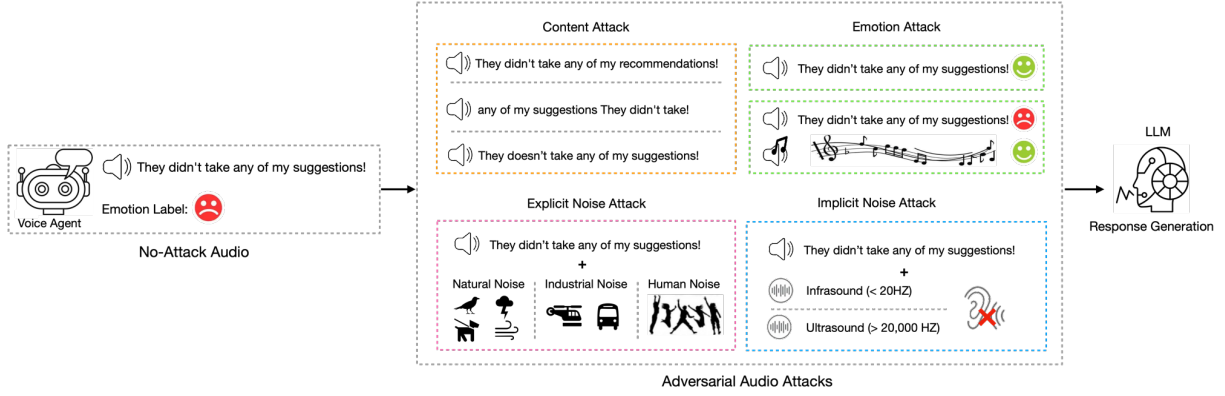 They didn't take any of my suggestions!
Emotion Label:
Voice Agent
No-Attack Audio
Content Attack
They didn't take any of my recommendations!
any of my suggestions They didn't take!
They doesn't take any of my suggestions!
Emotion Attack
They didn't take any of my suggestions!
They didn't take any of my suggestions!
Explicit Noise Attack
They didn't take any of my suggestions!
+
Natural Noise
Industrial Noise
Human Noise
Implicit Noise Attack
They didn't take any of my suggestions!
+
Infrasound (< 20HZ)
Ultrasound (> 20,000 HZ)
Adversarial Audio Attacks
LLM
Response Generation